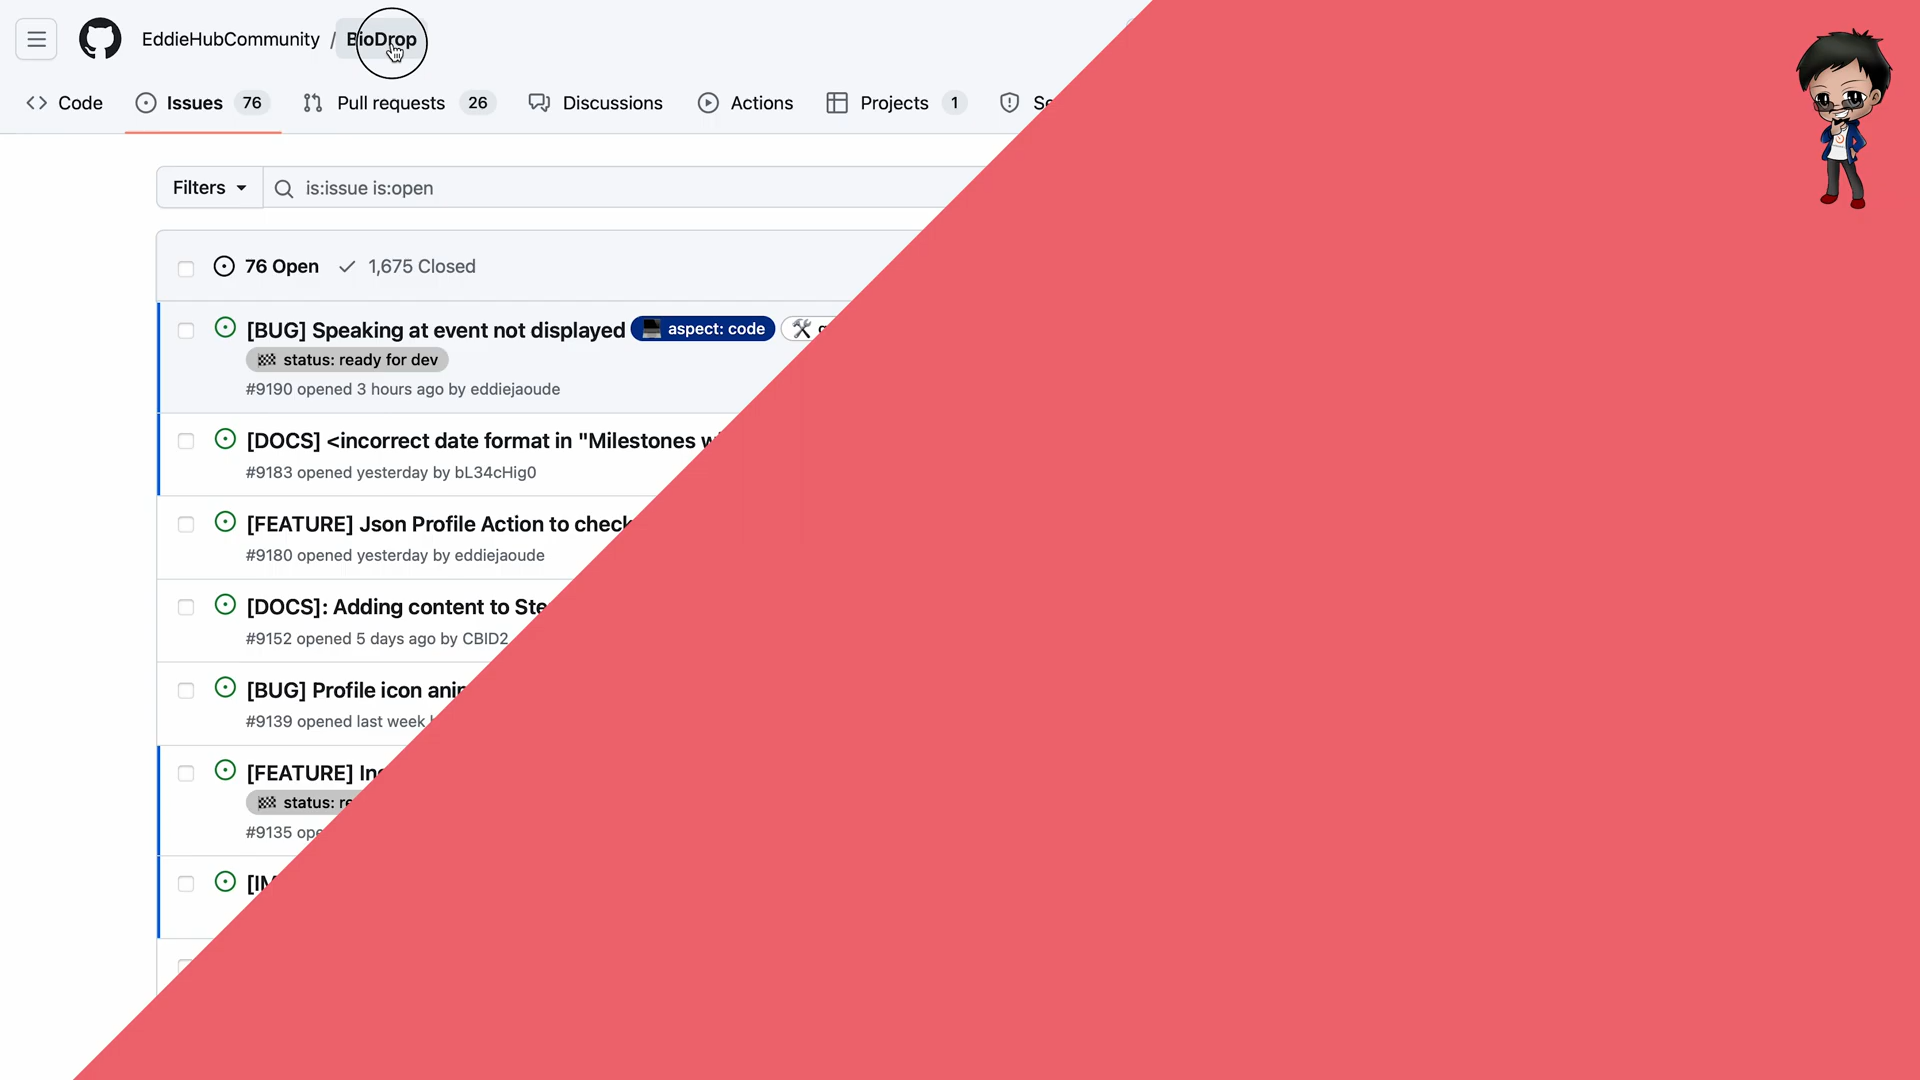 EddieHubCommunity / BioDrop
Code Issues 76 Pull requests 26 Discussions Actions Projects 1
Filters is:issue is:open
76 Open 1,675 Closed
[BUG] Speaking at event not displayed aspect: code
status: ready for dev
#9190 opened 3 hours ago by eddiejaoude
[DOCS] <incorrect date format in "Milestones
#9183 opened yesterday by bL34cHig0
[FEATURE] Json Profile Action to check
#9180 opened yesterday by eddiejaoude
[DOCS]: Adding content to
#9152 opened 5 days ago by CBID2
[BUG] Profile icon
#9139 opened last week
[FEATURE]
status:
#9135